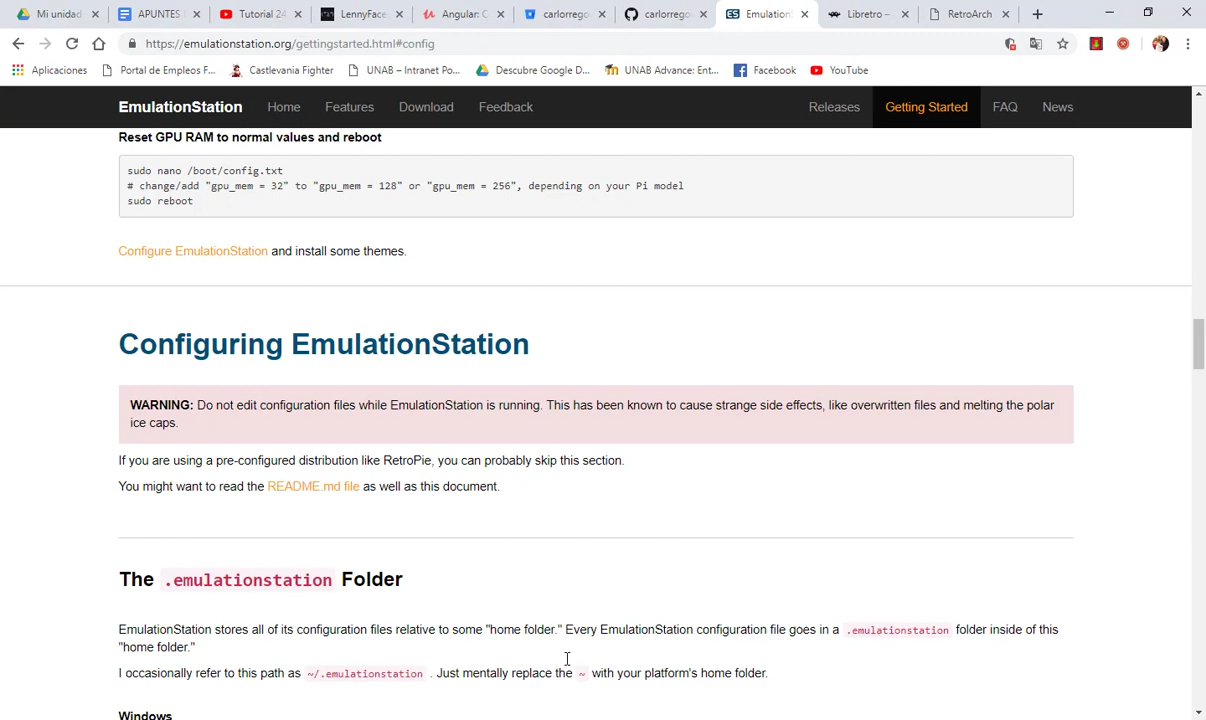 Mi unidad
APUNTES
Tutorial 24
LennyFace
Angular: C
carlorrego
carlorrego
Emulation
Libretro –
RetroArch
https://emulationstation.org/gettingstarted.html#config
Aplicaciones
Portal de Empleos F...
Castlevania Fighter
UNAB – Intranet Po...
Descubre Google D...
UNAB Advance: Ent...
Facebook
YouTube
EmulationStation Home Features Download Feedback Releases Getting Started FAQ News
Reset GPU RAM to normal values and reboot
sudo nano /boot/config.txt
# change/add "gpu_mem = 32" to "gpu_mem = 128" or "gpu_mem = 256", depending on your Pi model
sudo reboot
Configure EmulationStation and install some themes.
Configuring EmulationStation
WARNING: Do not edit configuration files while EmulationStation is running. This has been known to cause strange side effects, like overwritten files and melting the polar
ice caps.
If you are using a pre-configured distribution like RetroPie, you can probably skip this section.
You might want to read the README.md file as well as this document.
The .emulationstation Folder
EmulationStation stores all of its configuration files relative to some "home folder." Every EmulationStation configuration file goes in a .emulationstation folder inside of this
"home folder."
I occasionally refer to this path as ~/.emulationstation . Just mentally replace the ~ with your platform's home folder.
Windows